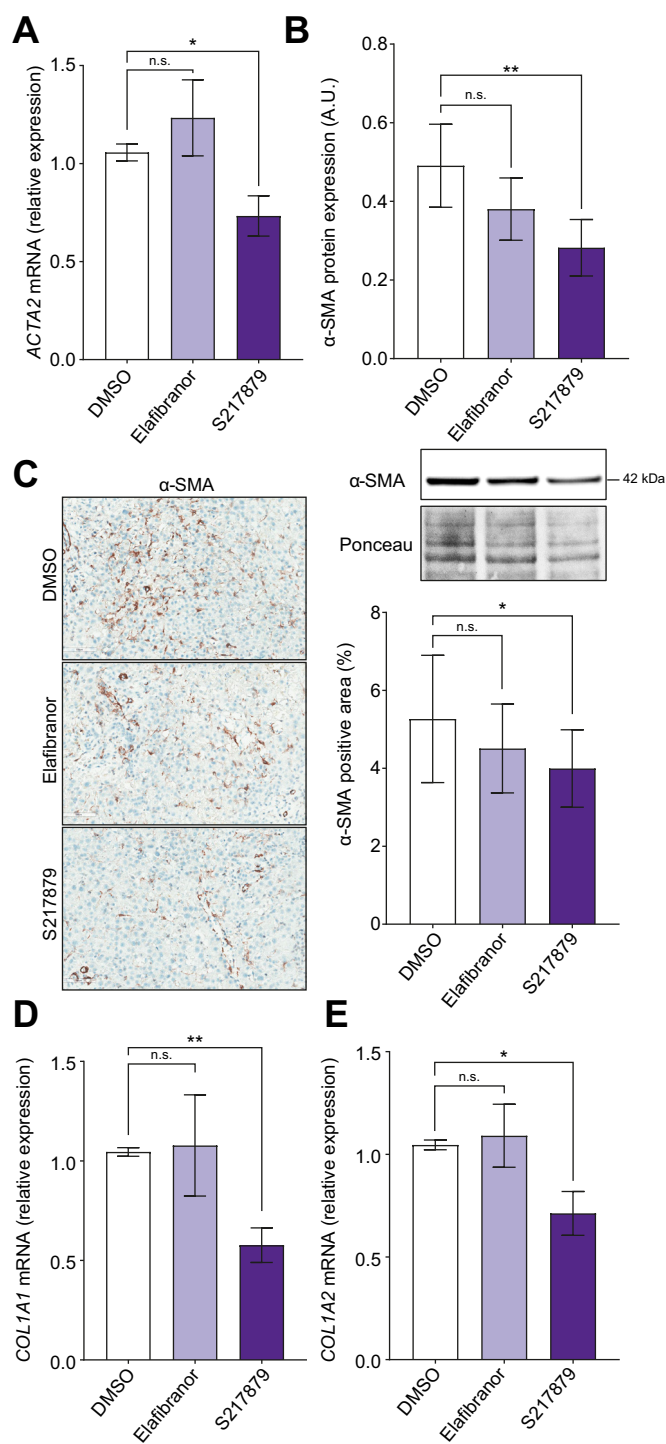 A
ACTA2 mRNA (relative expression)
1.5
1.0
0.5
0.0
n.s.
*
DMSO
Elafibranor
S217879
B
α-SMA protein expression (A.U.)
0.8
0.6
0.4
0.2
0.0
n.s.
**
DMSO
Elafibranor
S217879
α-SMA
42 kDa
Ponceau
C
α-SMA
DMSO
Elafibranor
S217879
α-SMA positive area (%)
8
6
4
2
0
n.s.
*
DMSO
Elafibranor
S217879
D
COL1A1 mRNA (relative expression)
1.5
1.0
0.5
0.0
n.s.
**
DMSO
Elafibranor
S217879
E
COL1A2 mRNA (relative expression)
1.5
1.0
0.5
0.0
n.s.
*
DMSO
Elafibranor
S217879